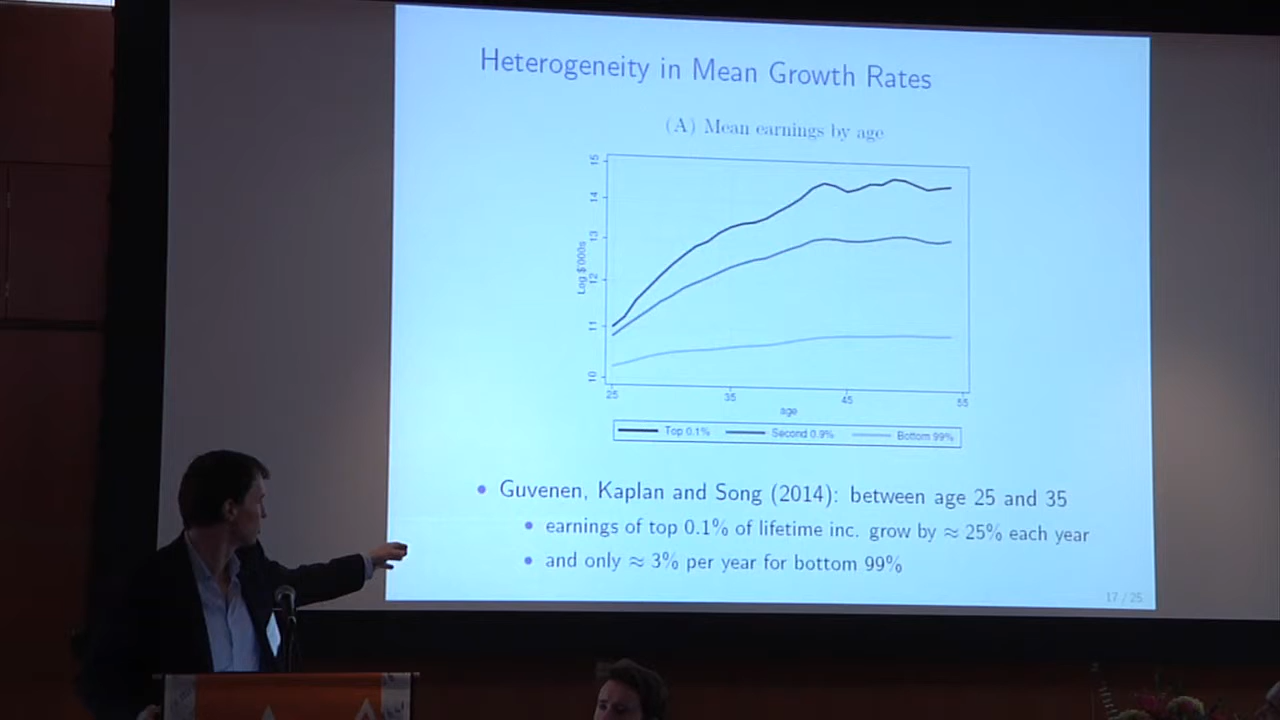 Heterogeneity in Mean Growth Rates
(A) Mean earnings by age
15
14
13
12
11
10
Log $'000s
25 35 45 55
age
Top 0.1% Second 0.9% Bottom 99%
• Guvenen, Kaplan and Song (2014): between age 25 and 35
• earnings of top 0.1% of lifetime inc. grow by ≈ 25% each year
• and only ≈ 3% per year for bottom 99%
17 / 25